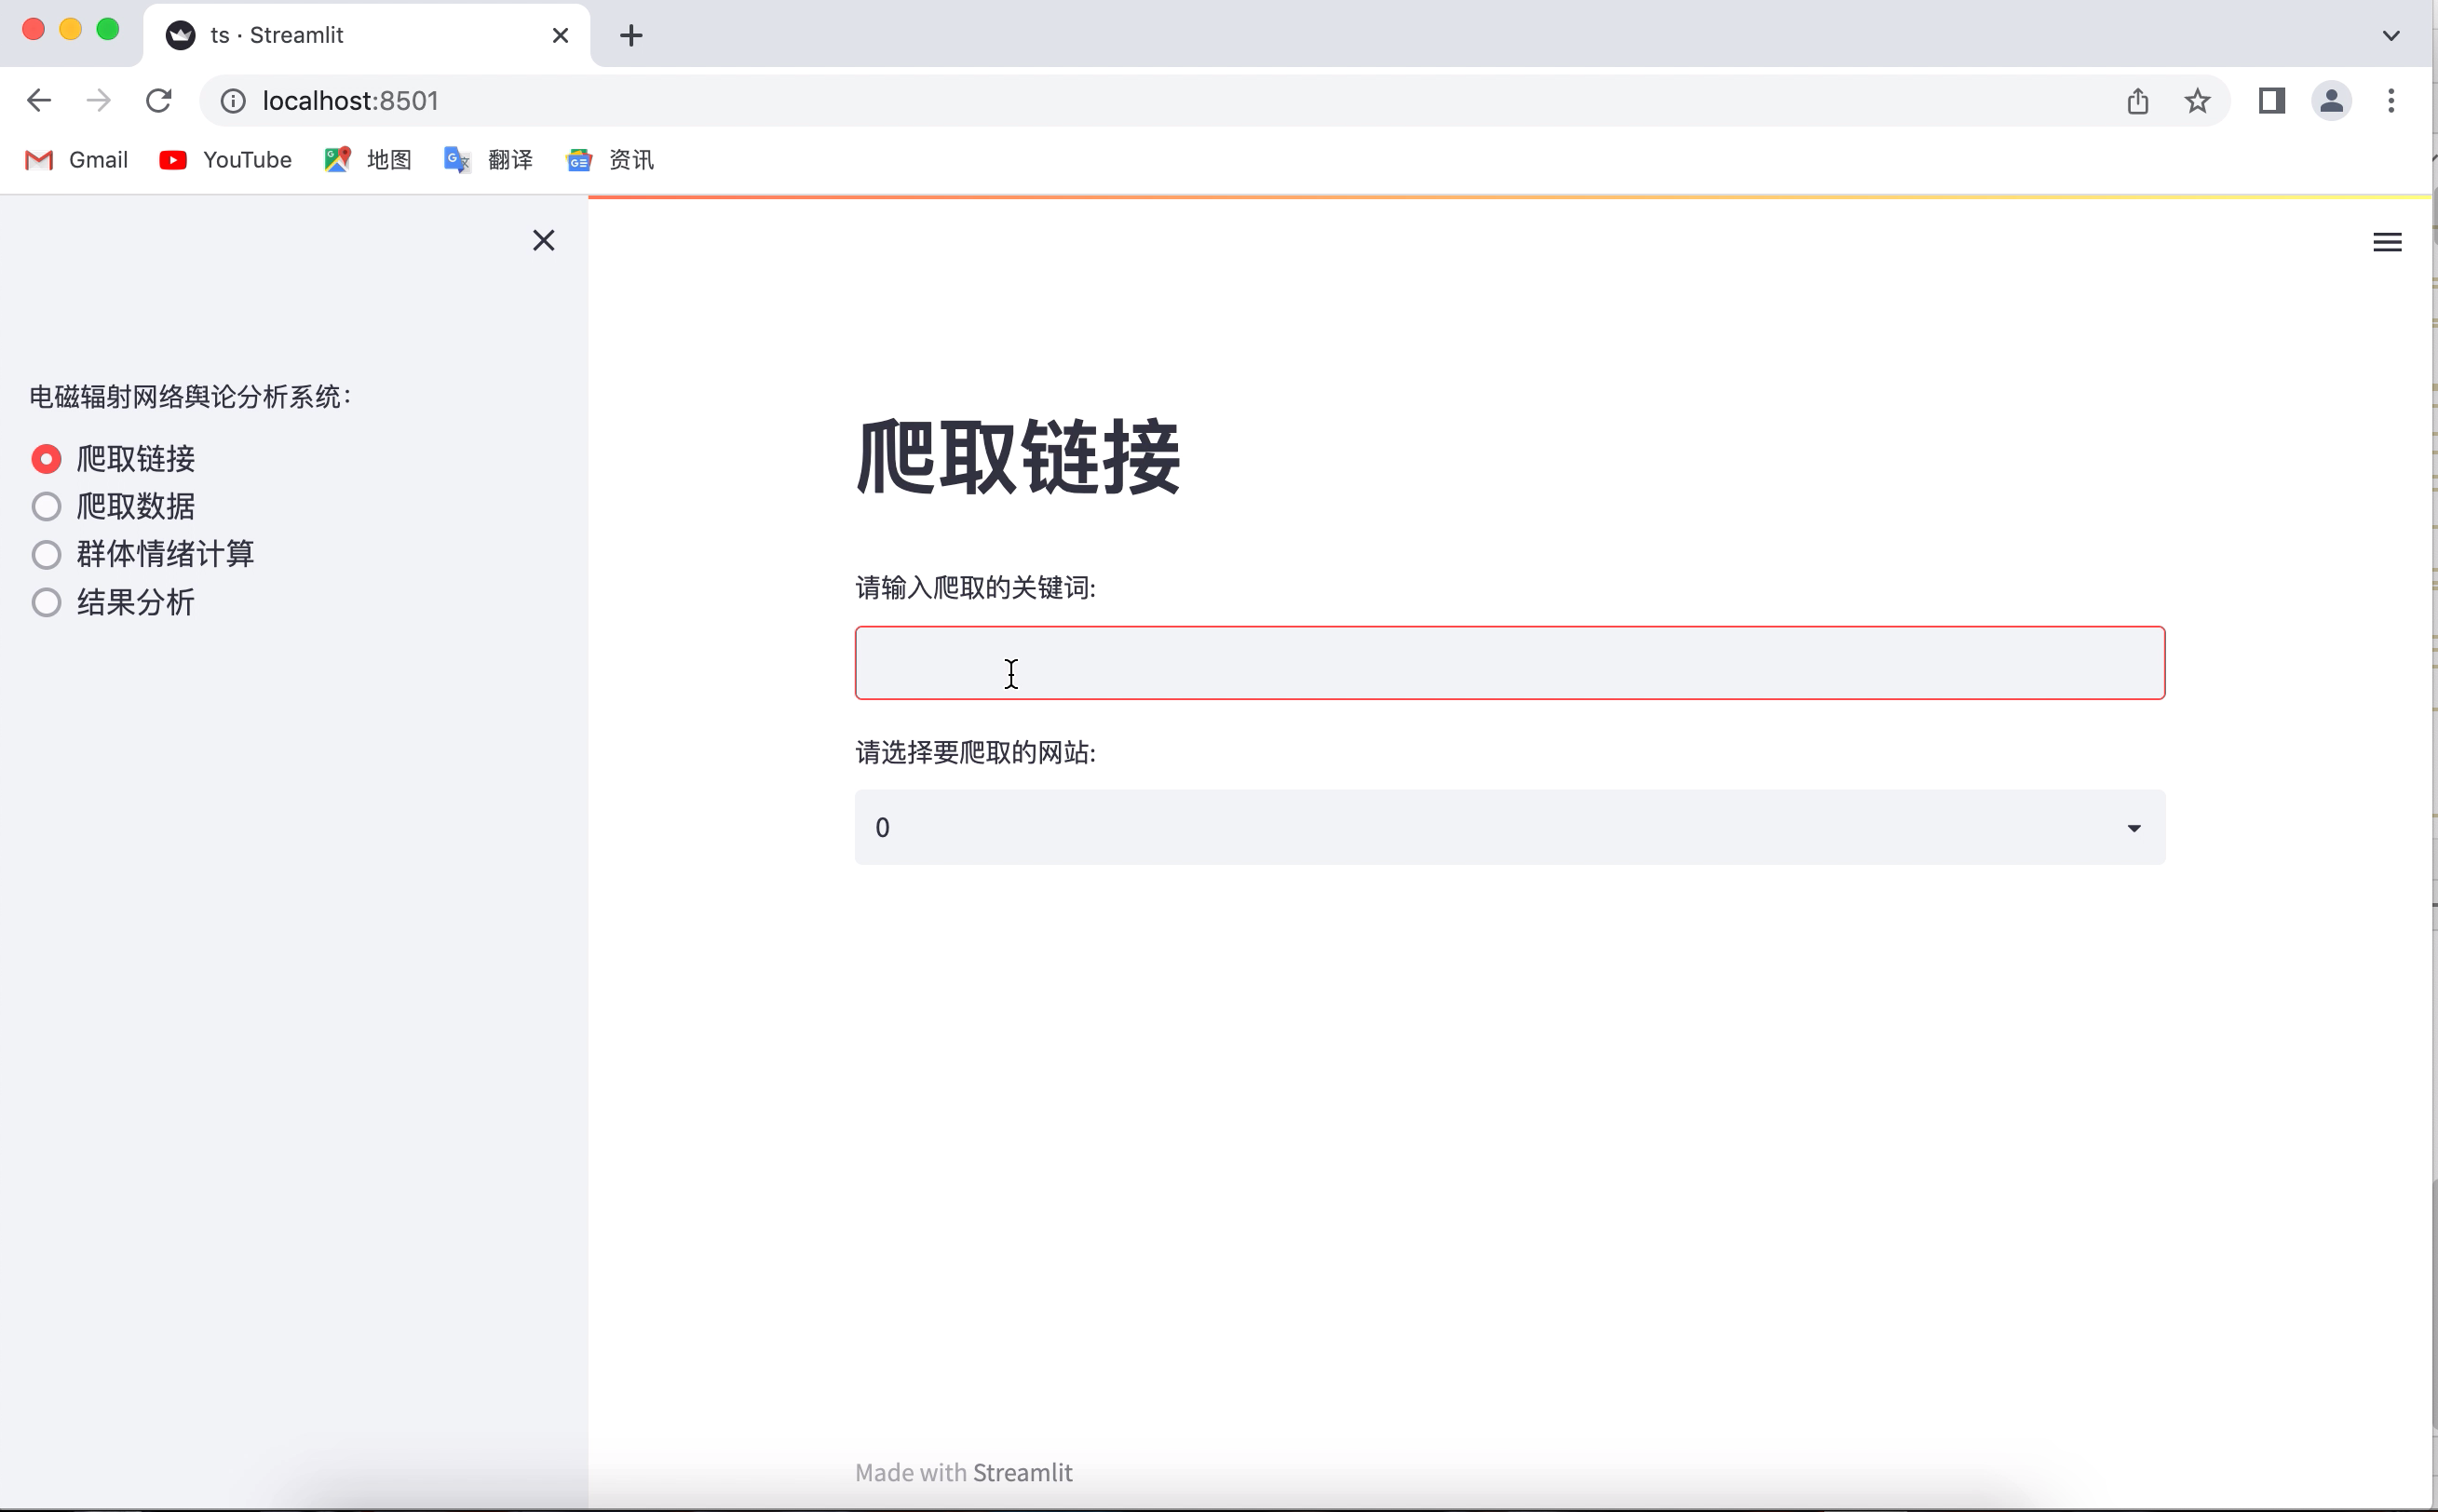 ts · Streamlit
localhost:8501
Gmail YouTube 地图 翻译 资讯
电磁辐射网络舆论分析系统:
爬取链接
爬取数据
群体情绪计算
结果分析
爬取链接
请输入爬取的关键词:
请选择要爬取的网站:
0
Made with Streamlit